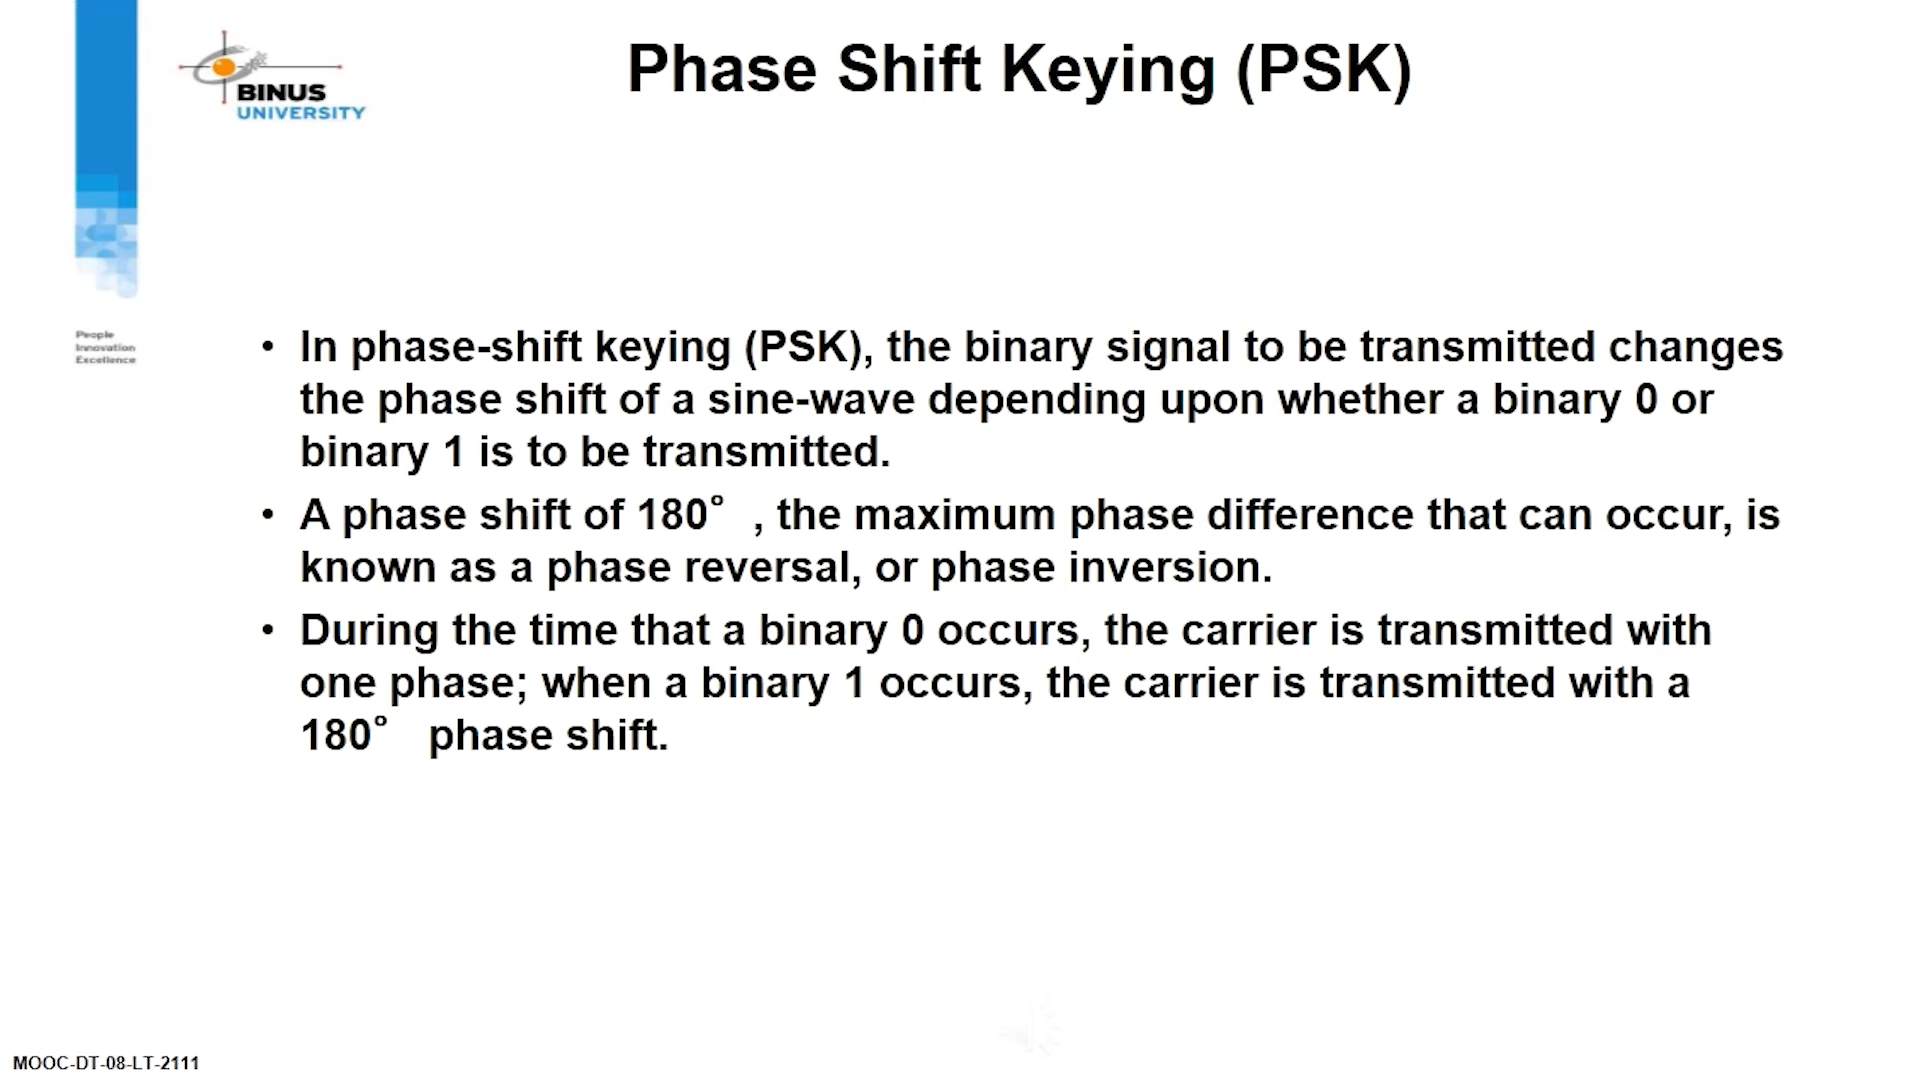 BINUS
UNIVERSITY
Phase Shift Keying (PSK)
People
Innovation
Excellence
• In phase-shift keying (PSK), the binary signal to be transmitted changes
the phase shift of a sine-wave depending upon whether a binary 0 or
binary 1 is to be transmitted.
• A phase shift of 180° , the maximum phase difference that can occur, is
known as a phase reversal, or phase inversion.
• During the time that a binary 0 occurs, the carrier is transmitted with
one phase; when a binary 1 occurs, the carrier is transmitted with a
180° phase shift.
MOOC-DT-08-LT-2111